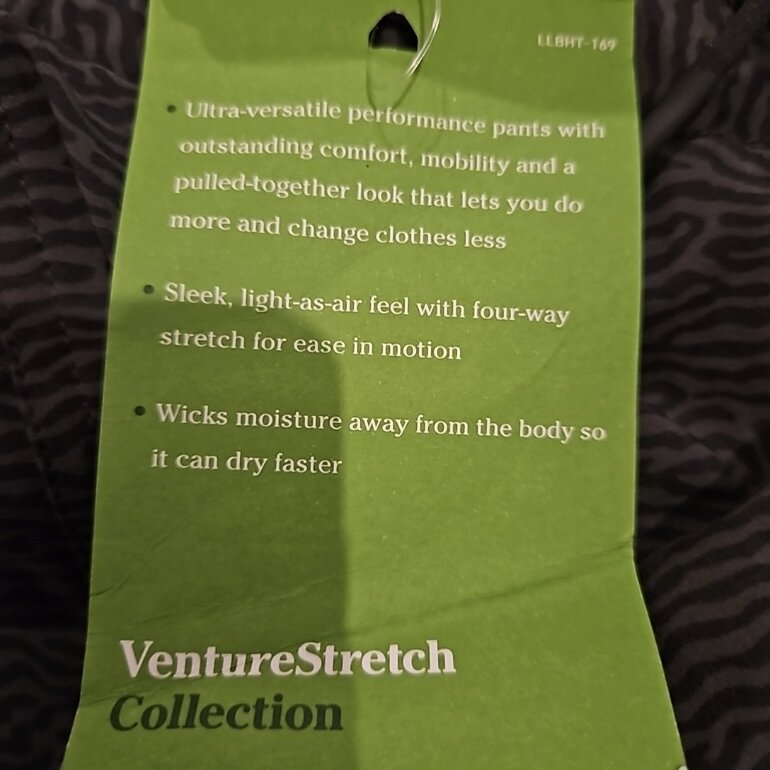 LLBHT-169
• Ultra-versatile performance pants with
outstanding comfort, mobility and a
pulled-together look that lets you do
more and change clothes less
• Sleek, light-as-air feel with four-way
stretch for ease in motion
• Wicks moisture away from the body so
it can dry faster
VentureStretch
Collection